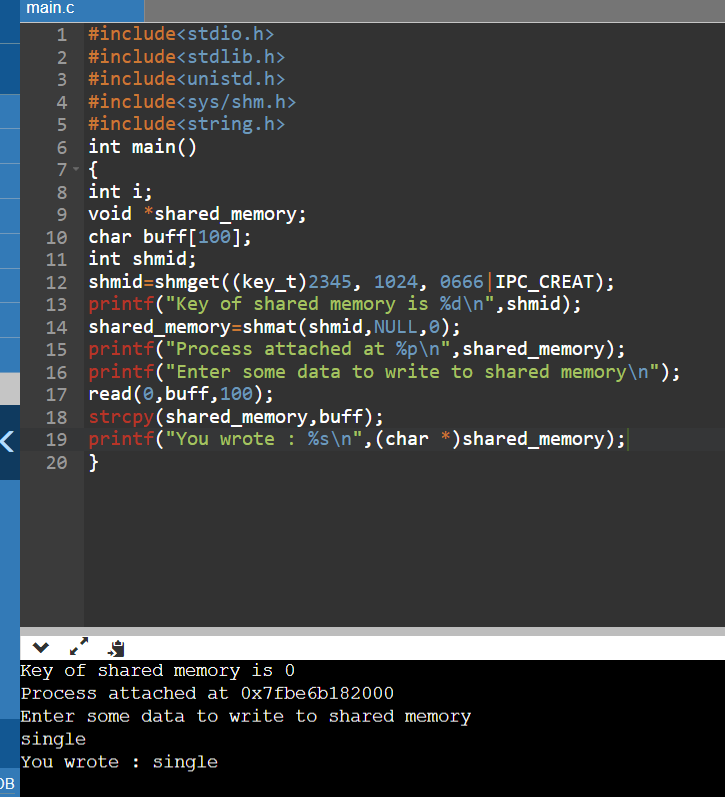 main.c
1 #include<stdio.h>
2 #include<stdlib.h>
3 #include<unistd.h>
4 #include<sys/shm.h>
5 #include<string.h>
6 int main()
7 {
8 int i;
9 void *shared_memory;
10 char buff[100];
11 int shmid;
12 shmid=shmget((key_t)2345, 1024, 0666|IPC_CREAT);
13 printf("Key of shared memory is %d\n",shmid);
14 shared_memory=shmat(shmid,NULL,0);
15 printf("Process attached at %p\n",shared_memory);
16 printf("Enter some data to write to shared memory\n");
17 read(0,buff,100);
18 strcpy(shared_memory,buff);
19 printf("You wrote : %s\n",(char *)shared_memory);
20 }
Key of shared memory is 0
Process attached at 0x7fbe6b182000
Enter some data to write to shared memory
single
You wrote : single
DB